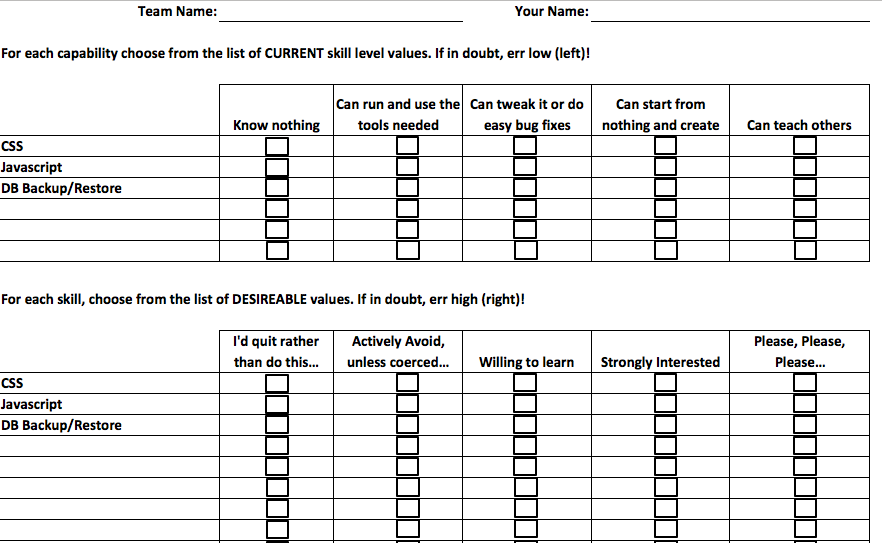 Team Name: Your Name:
For each capability choose from the list of CURRENT skill level values. If in doubt, err low (left)!
Can run and use the Can tweak it or do Can start from
Know nothing tools needed easy bug fixes nothing and create Can teach others
CSS
Javascript
DB Backup/Restore
For each skill, choose from the list of DESIREABLE values. If in doubt, err high (right)!
I'd quit rather Actively Avoid, Please, Please,
than do this... unless coerced... Willing to learn Strongly Interested Please...
CSS
Javascript
DB Backup/Restore